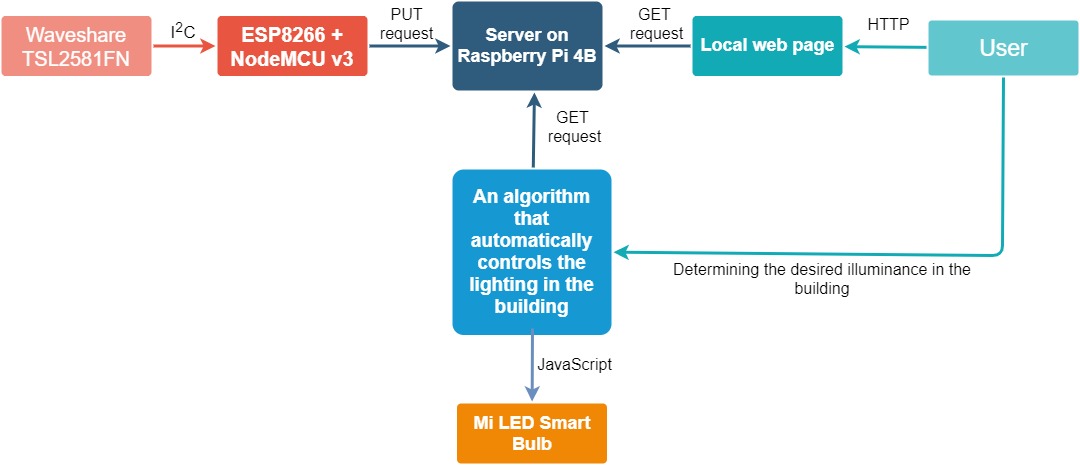 Waveshare
TSL2581FN
I²C
ESP8266 +
NodeMCU v3
PUT
request
Server on
Raspberry Pi 4B
GET
request
Local web page
HTTP
User
GET
request
An algorithm
that
automatically
controls the
lighting in the
building
Determining the desired illuminance in the
building
JavaScript
Mi LED Smart
Bulb